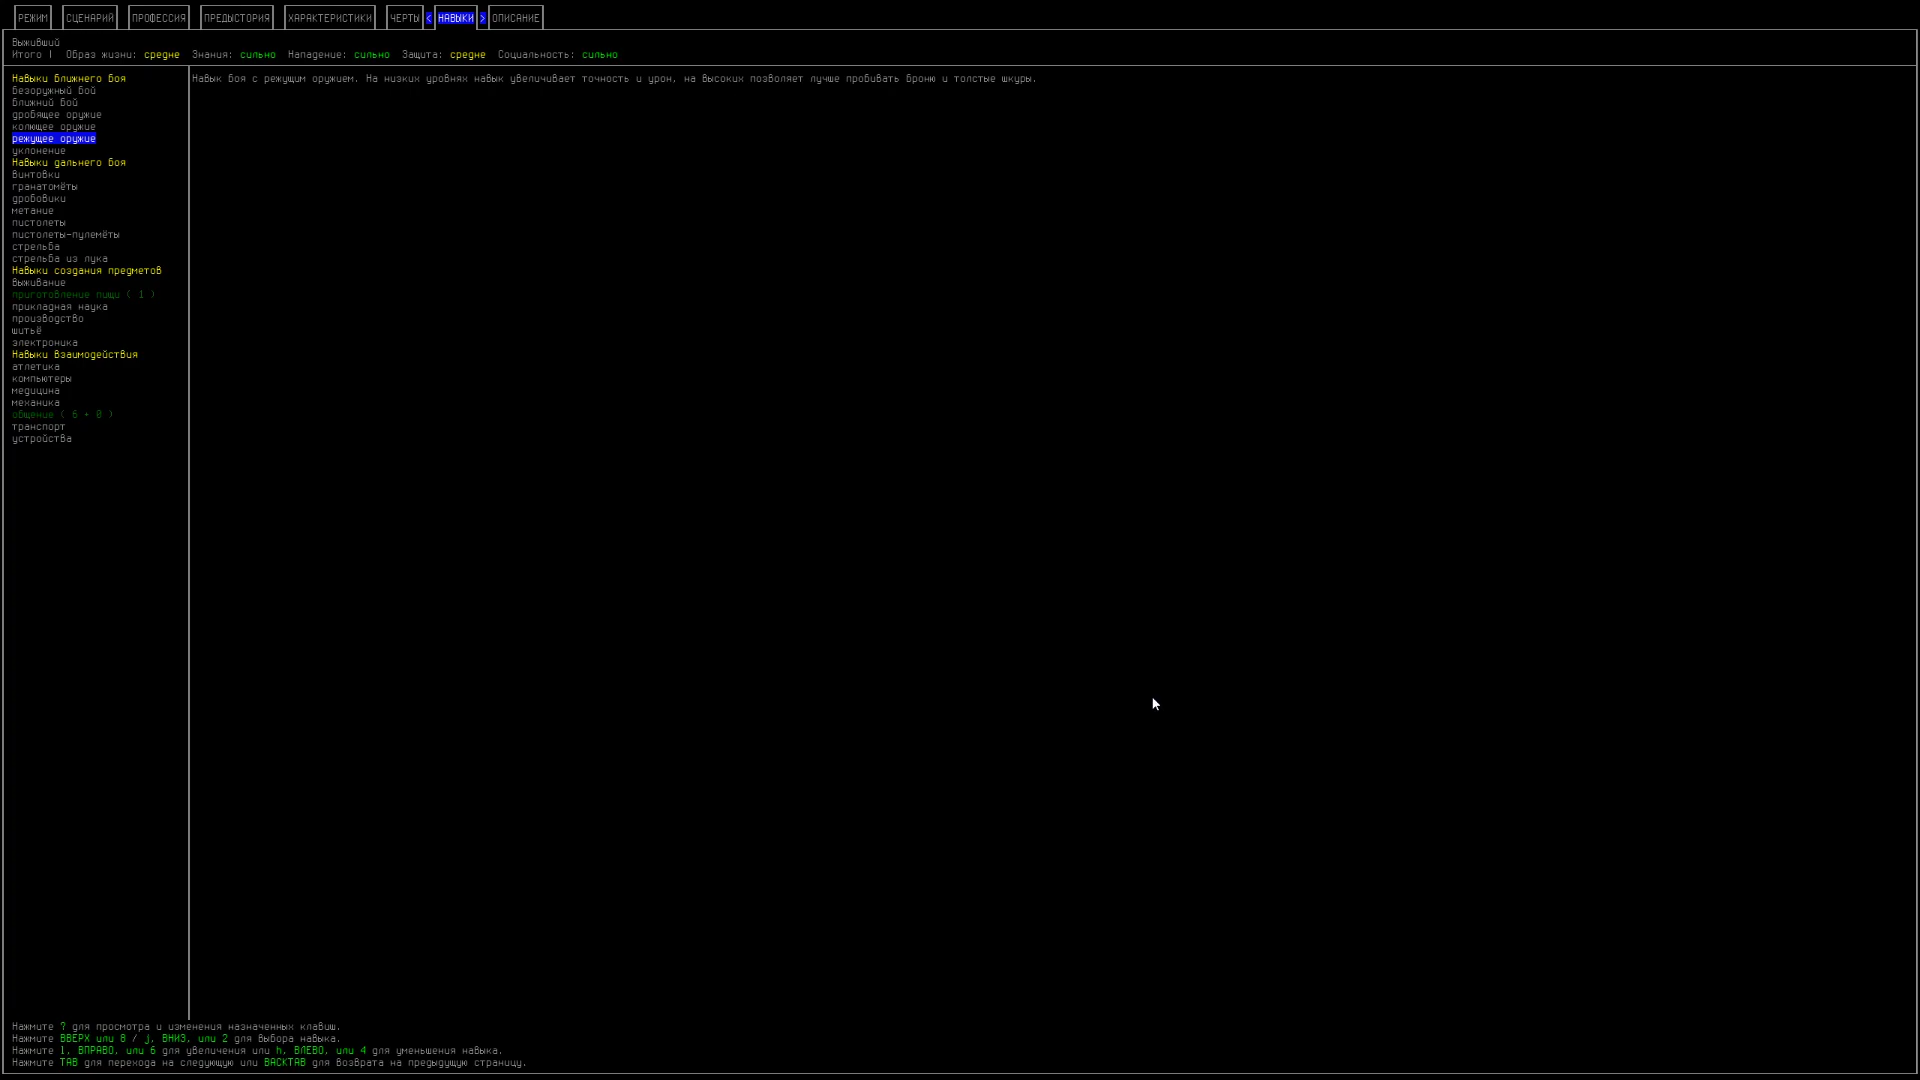 РЕЖИМ СЦЕНАРИЙ ПРОФЕССИЯ ПРЕДЫСТОРИЯ ХАРАКТЕРИСТИКИ ЧЕРТЫ < НАВЫКИ > ОПИСАНИЕ
Выживший
Итого | Образ жизни: средне Знания: сильно Нападение: сильно Защита: средне Социальность: сильно
Навыки ближнего боя
безоружный бой
ближний бой
дробящее оружие
колющее оружие
режущее оружие
уклонение
Навыки дальнего боя
винтовки
гранатомёты
дробовики
метание
пистолеты
пистолеты-пулемёты
стрельба
стрельба из лука
Навыки создания предметов
выживание
приготовление пищи ( 1 )
прикладная наука
производство
шитьё
электроника
Навыки взаимодействия
атлетика
компьютеры
медицина
механика
общение ( 6 + 0 )
транспорт
устройства
Навык боя с режущим оружием. На низких уровнях навык увеличивает точность и урон, на высоких позволяет лучше пробивать броню и толстые шкуры.
Нажмите ? для просмотра и изменения назначенных клавиш.
Нажмите ВВЕРХ или 8 / j, ВНИЗ, или 2 для выбора навыка.
Нажмите l, ВПРАВО, или 6 для увеличения или h, ВЛЕВО, или 4 для уменьшения навыка.
Нажмите TAB для перехода на следующую или BACKTAB для возврата на предыдущую страницу.